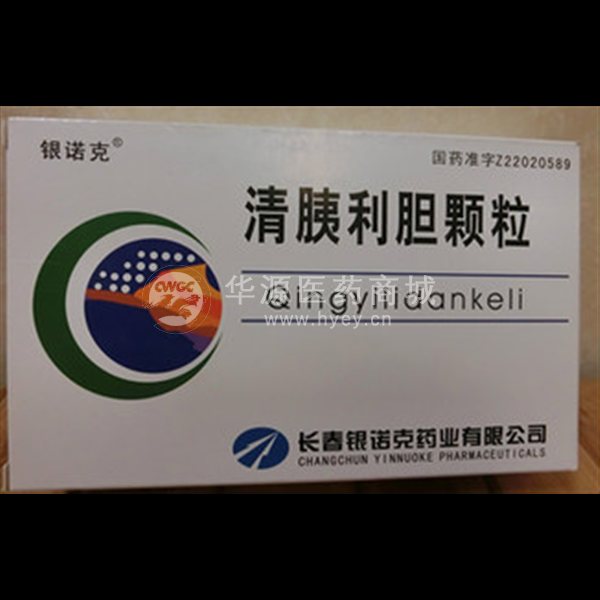 银诺克®
国药准字Z22020589
清胰利胆颗粒
Qingyilidankeli
CWGC
华源医药商城
www.hyey.cn
长春银诺克药业有限公司
CHANGCHUN YINNUOKE PHARMACEUTICALS